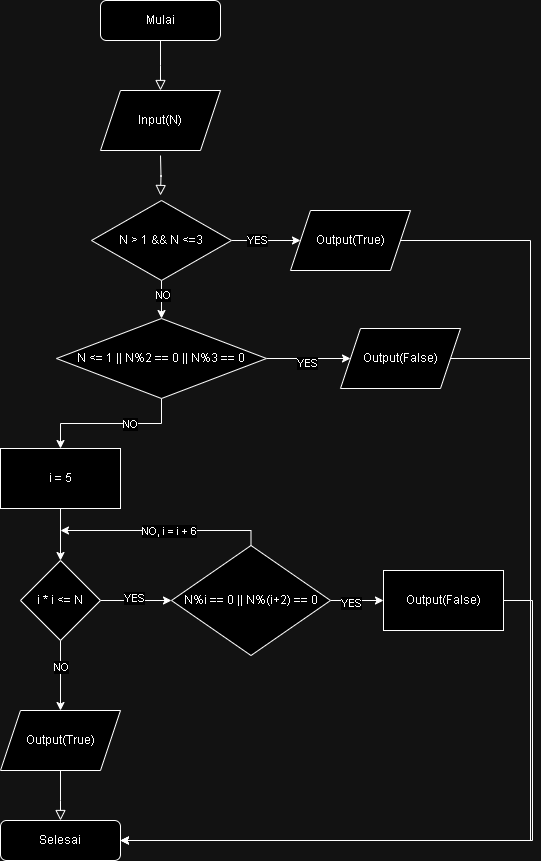 Mulai
Input(N)
N > 1 && N <=3
YES
Output(True)
NO
N <= 1 || N%2 == 0 || N%3 == 0
YES
Output(False)
NO
i = 5
NO, i = i + 6
i * i <= N
YES
N%i == 0 || N%(i+2) == 0
YES
Output(False)
NO
Output(True)
Selesai